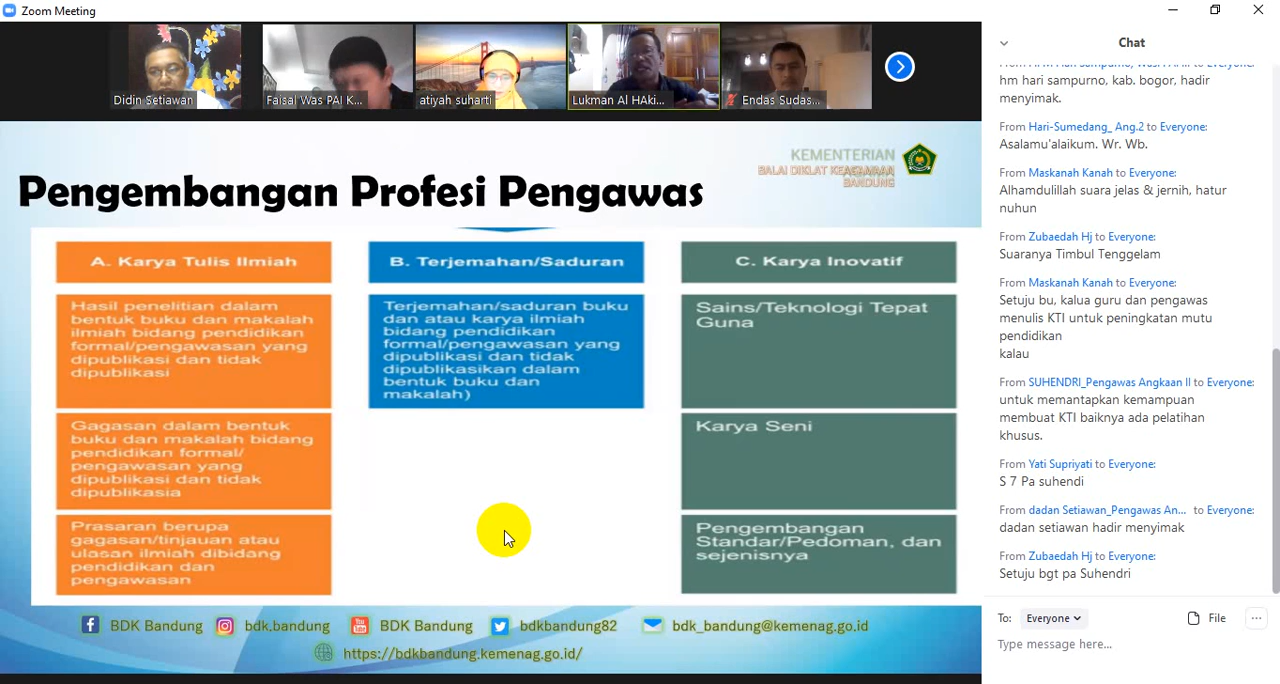 Zoom Meeting
Didin Setiawan
Faisal Was PAI K...
atiyah suharti
Lukman Al HAki...
Endas Sudas...
KEMENTERIAN
BALAI DIKLAT KEAGAMAAN
BANDUNG
Pengembangan Profesi Pengawas
A. Karya Tulis Ilmiah
Hasil penelitian dalam
bentuk buku dan makalah
ilmiah bidang pendidikan
formal/pengawasan yang
dipublikasi dan tidak
dipublikasi
Gagasan dalam bentuk
buku dan makalah bidang
pendidikan formal/
pengawasan yang
dipublikasi dan tidak
dipublikasia
Prasaran berupa
gagasan/tinjauan atau
ulasan ilmiah dibidang
pendidikan dan
pengawasan
B. Terjemahan/Saduran
Terjemahan/saduran buku
dan atau karya ilmiah
bidang pendidikan
formal/pengawasan yang
dipublikasi dan tidak
dipublikasikan dalam
bentuk buku dan
makalah)
C. Karya Inovatif
Sains/Teknologi Tepat
Guna
Karya Seni
Pengembangan
Standar/Pedoman, dan
sejenisnya
BDK Bandung
bdk.bandung
You
BDK Bandung
bdkbandung82
bdk_bandung@kemenag.go.id
https://bdkbandung.kemenag.go.id/
Chat
to Everyone:
hm hari sampurno, kab. bogor, hadir
menyimak.
From Hari-Sumedang_ Ang.2 to Everyone:
Asalamu'alaikum. Wr. Wb.
From Maskanah Kanah to Everyone:
Alhamdulillah suara jelas & jernih, hatur
nuhun
From Zubaedah Hj to Everyone:
Suaranya Timbul Tenggelam
From Maskanah Kanah to Everyone:
Setuju bu, kalua guru dan pengawas
menulis KTI untuk peningkatan mutu
pendidikan
kalau
From SUHENDRI_Pengawas Angkaan II to Everyone:
untuk memantapkan kemampuan
membuat KTI baiknya ada pelatihan
khusus.
From Yati Supriyati to Everyone:
S 7 Pa suhendi
From dadan Setiawan_Pengawas An... to Everyone:
dadan setiawan hadir menyimak
From Zubaedah Hj to Everyone:
Setuju bgt pa Suhendri
To: Everyone
File
Type message here...